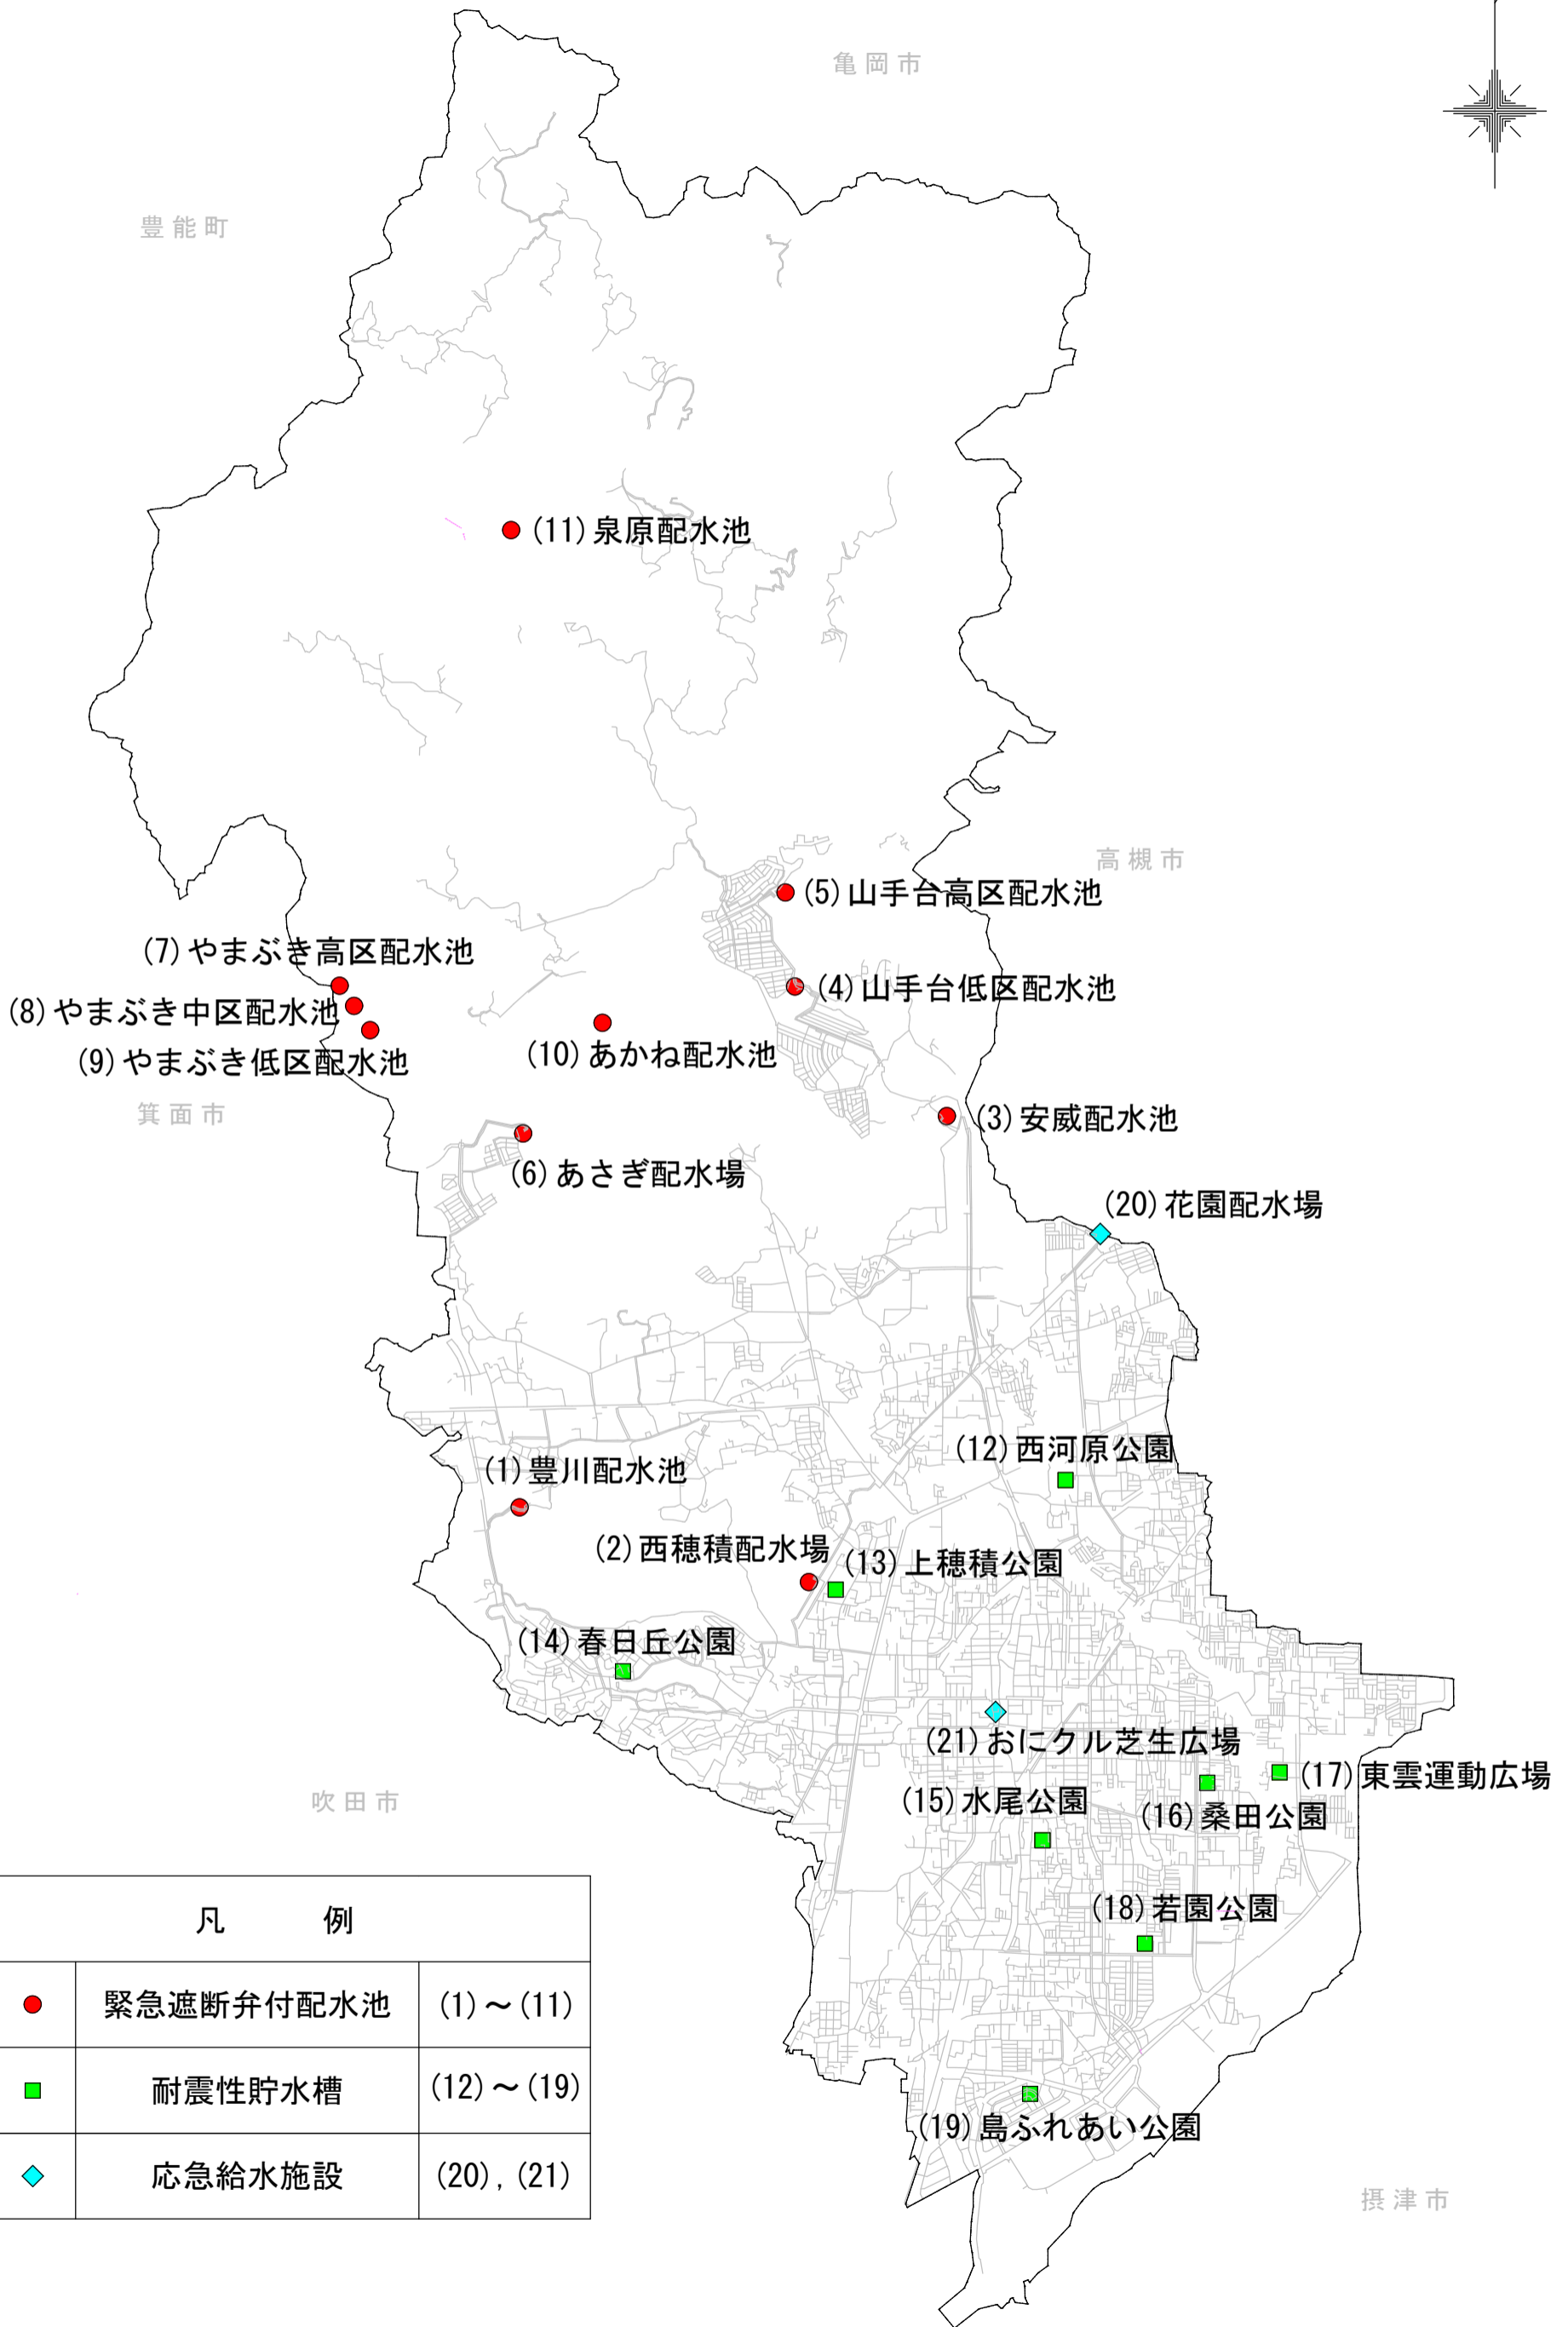 亀岡市
豊能町
(11)泉原配水池
高槻市
(5)山手台高区配水池
(7)やまぶき高区配水池
(4)山手台低区配水池
(8)やまぶき中区配水池
(10)あかね配水池
(9)やまぶき低区配水池
箕面市
(3)安威配水池
(6)あさぎ配水場
(20)花園配水場
(12)西河原公園
(1)豊川配水池
(2)西穂積配水場
(13)上穂積公園
(14)春日丘公園
(21)おにクル芝生広場
(17)東雲運動広場
吹田市
(15)水尾公園
(16)桑田公園
(18)若園公園
凡 例
緊急遮断弁付配水池 (1)～(11)
耐震性貯水槽 (12)～(19)
応急給水施設 (20),(21)
(19)島ふれあい公園
摂津市